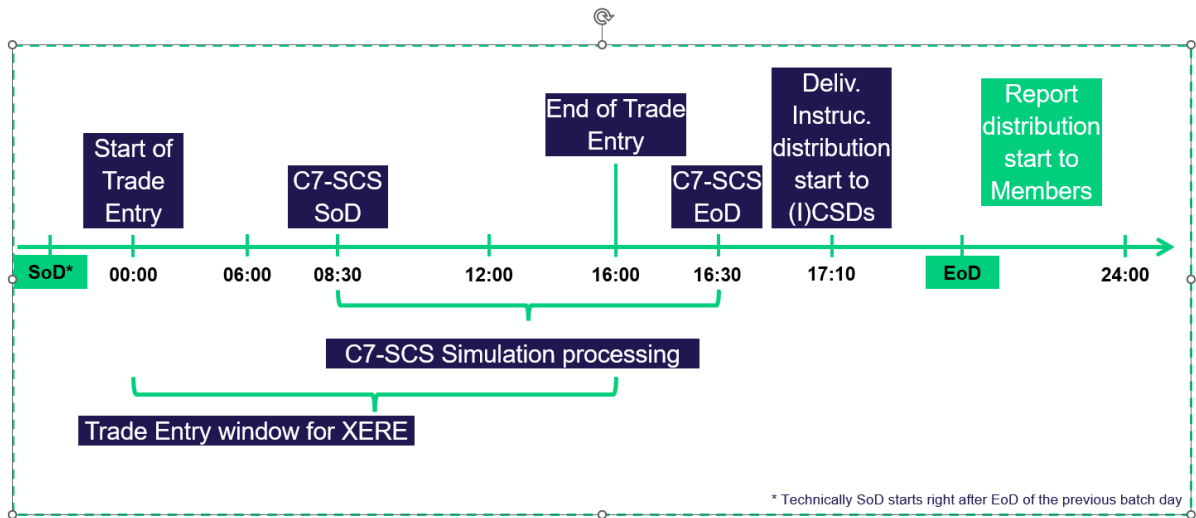 Start of
Trade
Entry
C7-SCS
SoD
End of Trade
Entry
C7-SCS
EoD
Deliv.
Instruc.
distribution
start to
(I)CSDs
Report
distribution
start to
Members
SoD*
00:00
06:00
08:30
12:00
16:00
16:30
17:10
EoD
24:00
C7-SCS Simulation processing
Trade Entry window for XERE
* Technically SoD starts right after EoD of the previous batch day